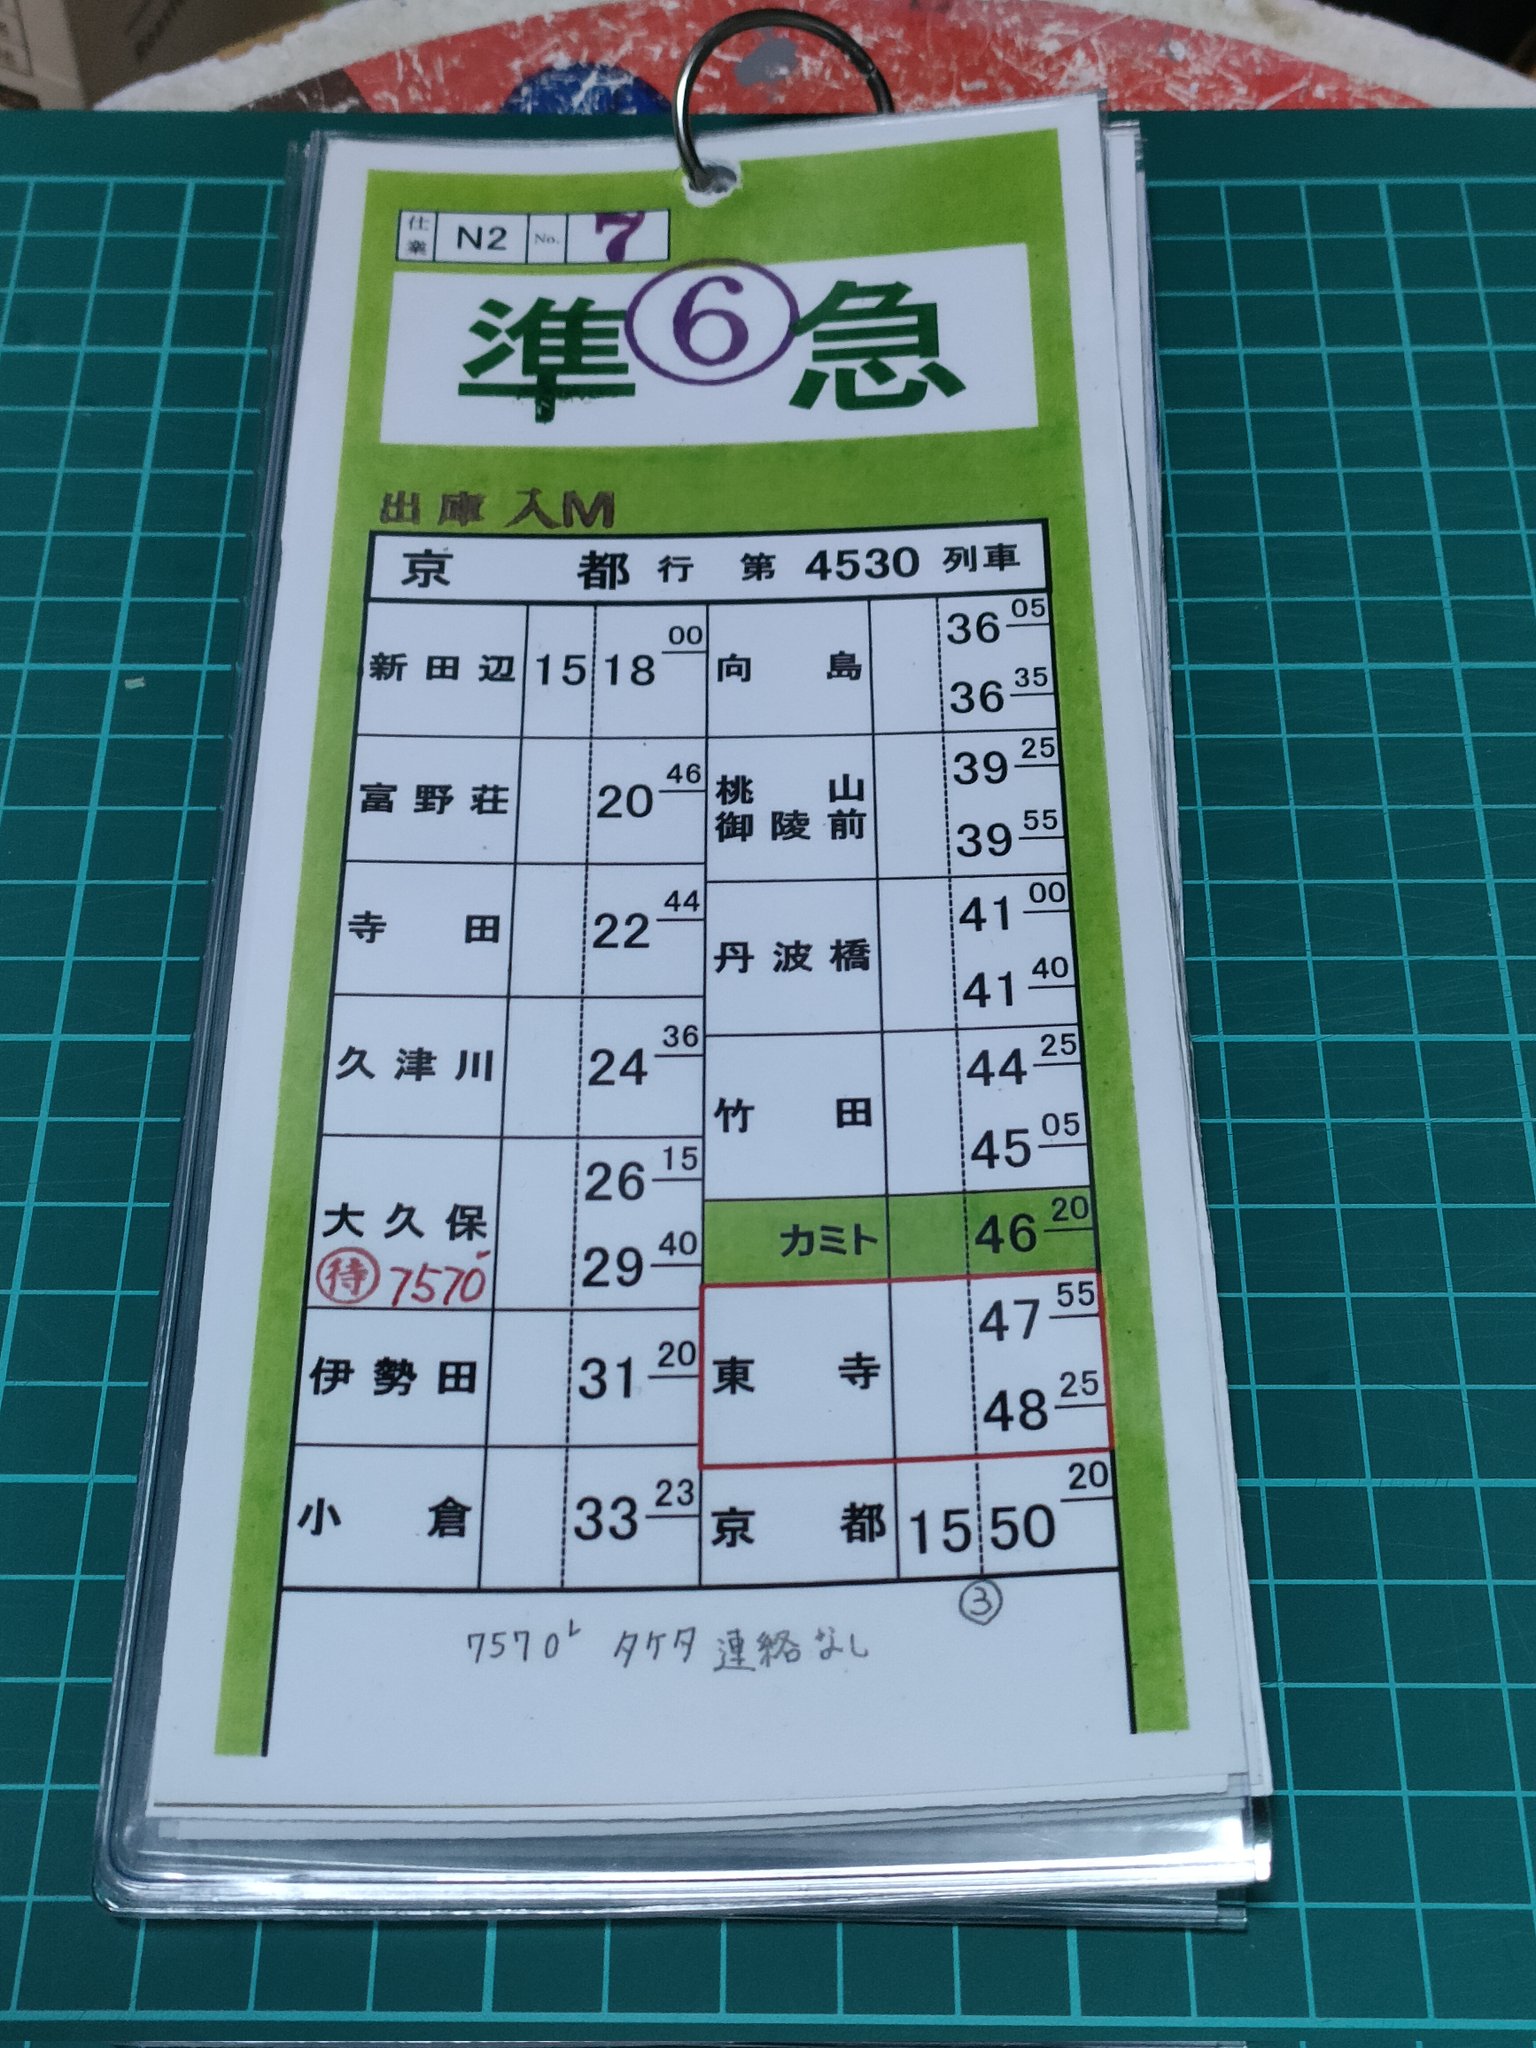 仕業 N2 No. 7
準⑥急
出庫 入M
京都行 第 4530 列車
新田辺 15 18 00
富野荘 20 46
寺田 22 44
久津川 24 36
大久保 26 15
29 40
㊕ 7570
伊勢田 31 20
小倉 33 23
向島 36 05
36 35
桃山
御陵前 39 25
39 55
丹波橋 41 00
41 40
竹田 44 25
45 05
カミト 46 20
東寺 47 55
48 25
京都 15 50 20
③
7570レ タケタ 連絡なし